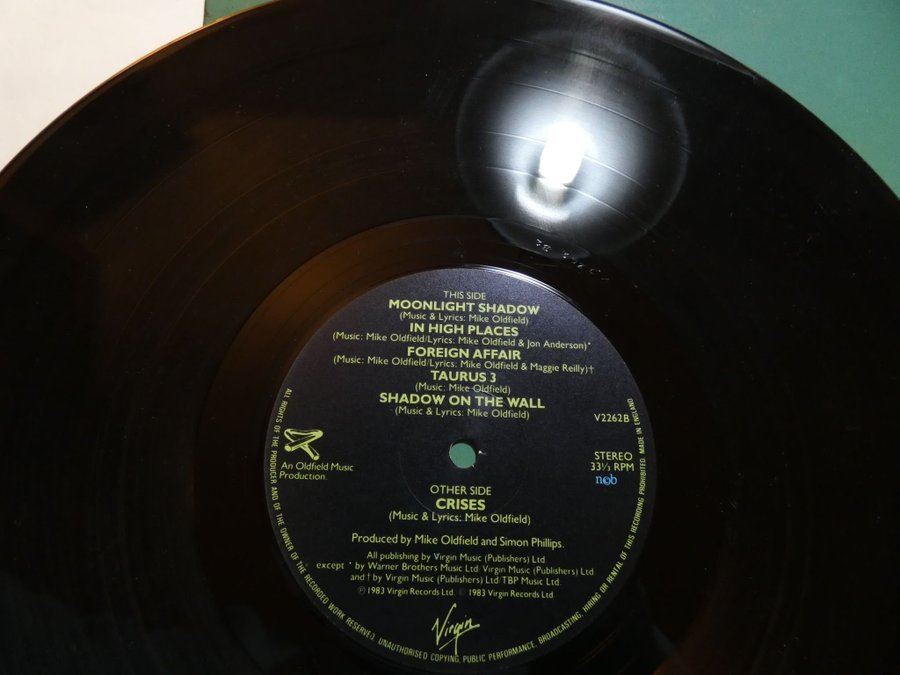 THIS SIDE
MOONLIGHT SHADOW
(Music & Lyrics: Mike Oldfield)
IN HIGH PLACES
(Music: Mike Oldfield/Lyrics: Mike Oldfield & Jon Anderson)*
FOREIGN AFFAIR
(Music: Mike Oldfield/Lyrics: Mike Oldfield & Maggie Reilly)†
TAURUS 3
(Music: Mike Oldfield)
SHADOW ON THE WALL
(Music & Lyrics: Mike Oldfield)
V2262B
STEREO
33⅓ RPM
ncb
An Oldfield Music
Production.
OTHER SIDE
CRISES
(Music & Lyrics: Mike Oldfield)
Produced by Mike Oldfield and Simon Phillips.
All publishing by Virgin Music (Publishers) Ltd
except * by Warner Brothers Music Ltd/Virgin Music (Publishers) Ltd
and † by Virgin Music (Publishers) Ltd/TBP Music Ltd.
℗ 1983 Virgin Records Ltd. © 1983 Virgin Records Ltd.
Virgin
ALL RIGHTS OF THE PRODUCER AND OF THE OWNER OF THE RECORDED WORK RESERVED. UNAUTHORISED COPYING, PUBLIC PERFORMANCE, BROADCASTING, HIRING OR RENTAL OF THIS RECORDING PROHIBITED. MADE IN ENGLAND